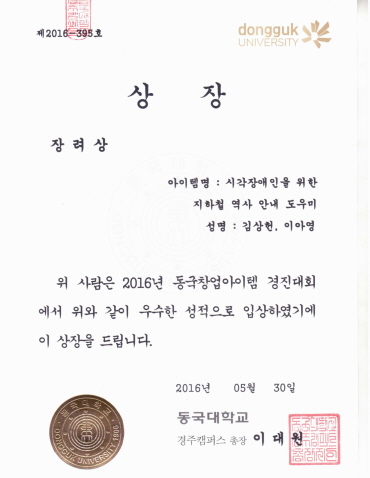 제2016-395호
dongguk
UNIVERSITY
상 장
장 려 상
아이템명 : 시각장애인을 위한
지하철 역사 안내 도우미
성명 : 김상헌, 이아영
위 사람은 2016년 동국창업아이템 경진대회
에서 위와 같이 우수한 성적으로 입상하였기에
이 상장을 드립니다.
2016년 05월 30일
동국대학교
경주캠퍼스 총장 이 대 원
동국대학교
DONGGUK UNIVERSITY 1906